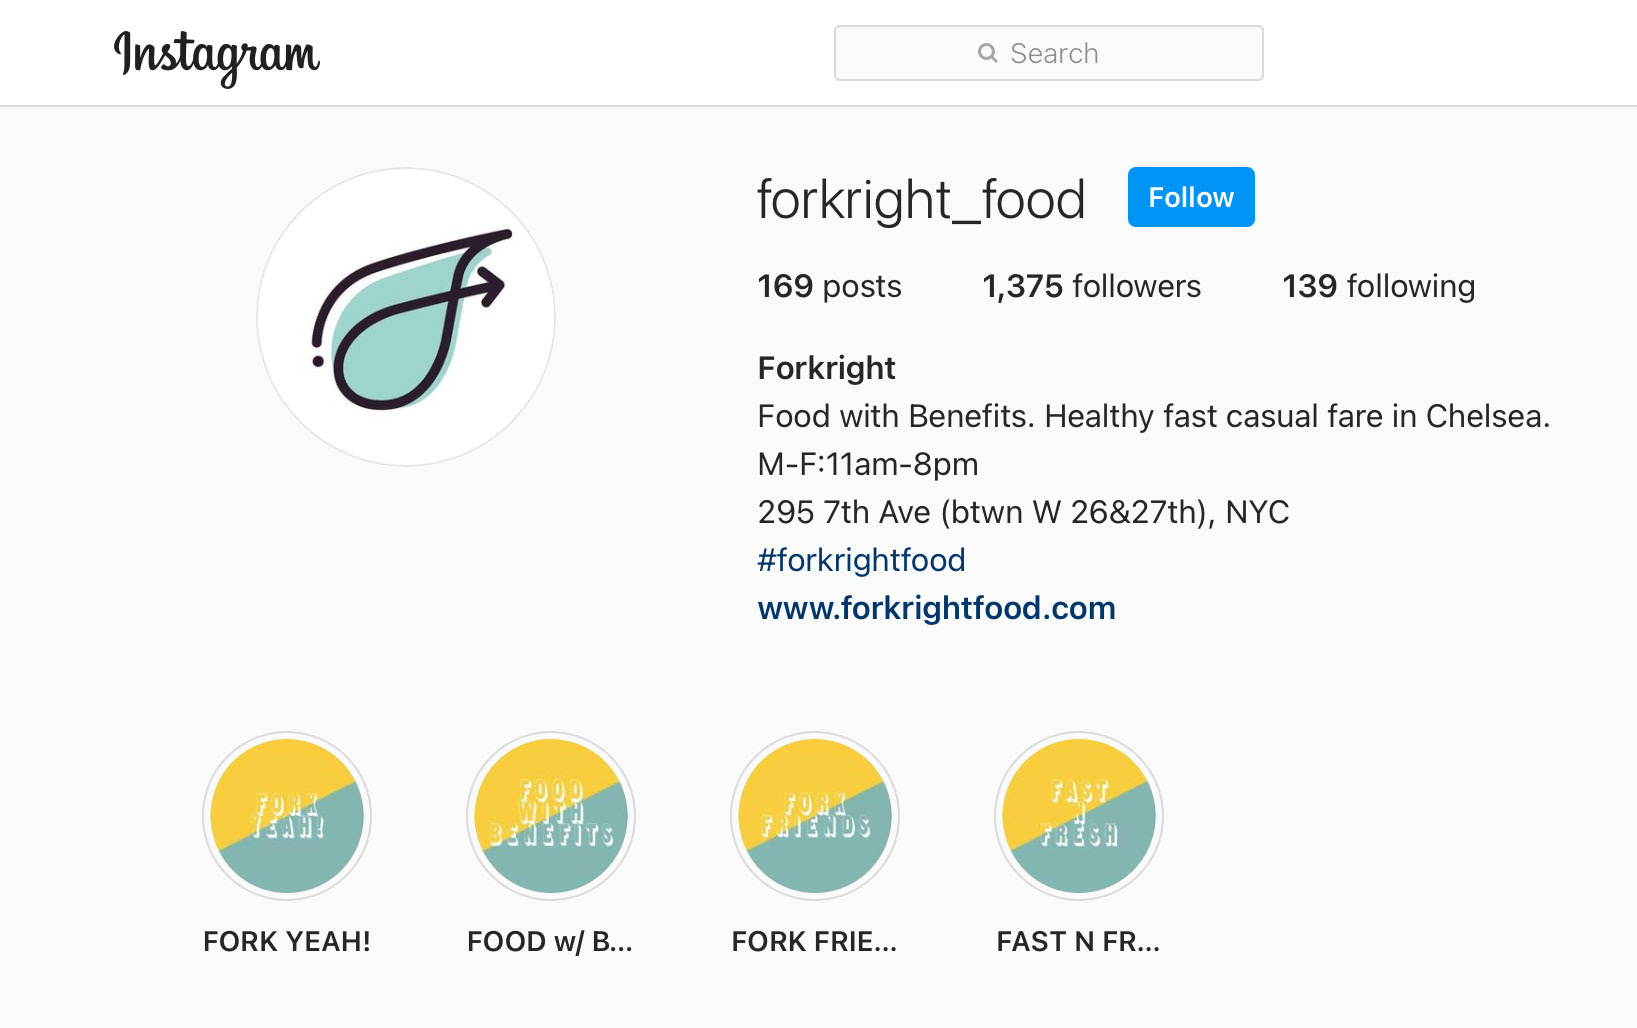 Instagram
Search
forkright_food
Follow
169 posts 1,375 followers 139 following
Forkright
Food with Benefits. Healthy fast casual fare in Chelsea.
M-F:11am-8pm
295 7th Ave (btwn W 26&27th), NYC
#forkrightfood
www.forkrightfood.com
FORK
YEAH!
FOOD
WITH
BENEFITS
FORK
FRIENDS
FAST
N
FRESH
FORK YEAH!
FOOD w/ B...
FORK FRIE...
FAST N FR...